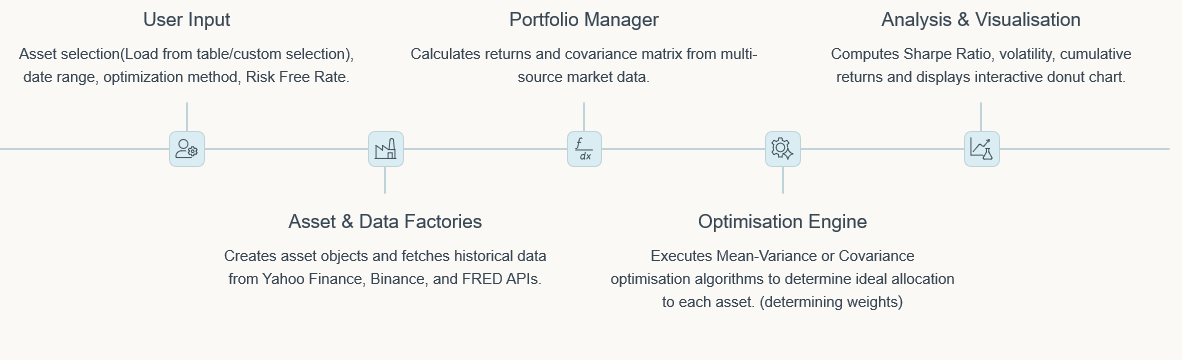 User Input
Asset selection(Load from table/custom selection),
date range, optimization method, Risk Free Rate.
Portfolio Manager
Calculates returns and covariance matrix from multi-
source market data.
Analysis & Visualisation
Computes Sharpe Ratio, volatility, cumulative
returns and displays interactive donut chart.
f
dx
Asset & Data Factories
Creates asset objects and fetches historical data
from Yahoo Finance, Binance, and FRED APIs.
Optimisation Engine
Executes Mean-Variance or Covariance
optimisation algorithms to determine ideal allocation
to each asset. (determining weights)